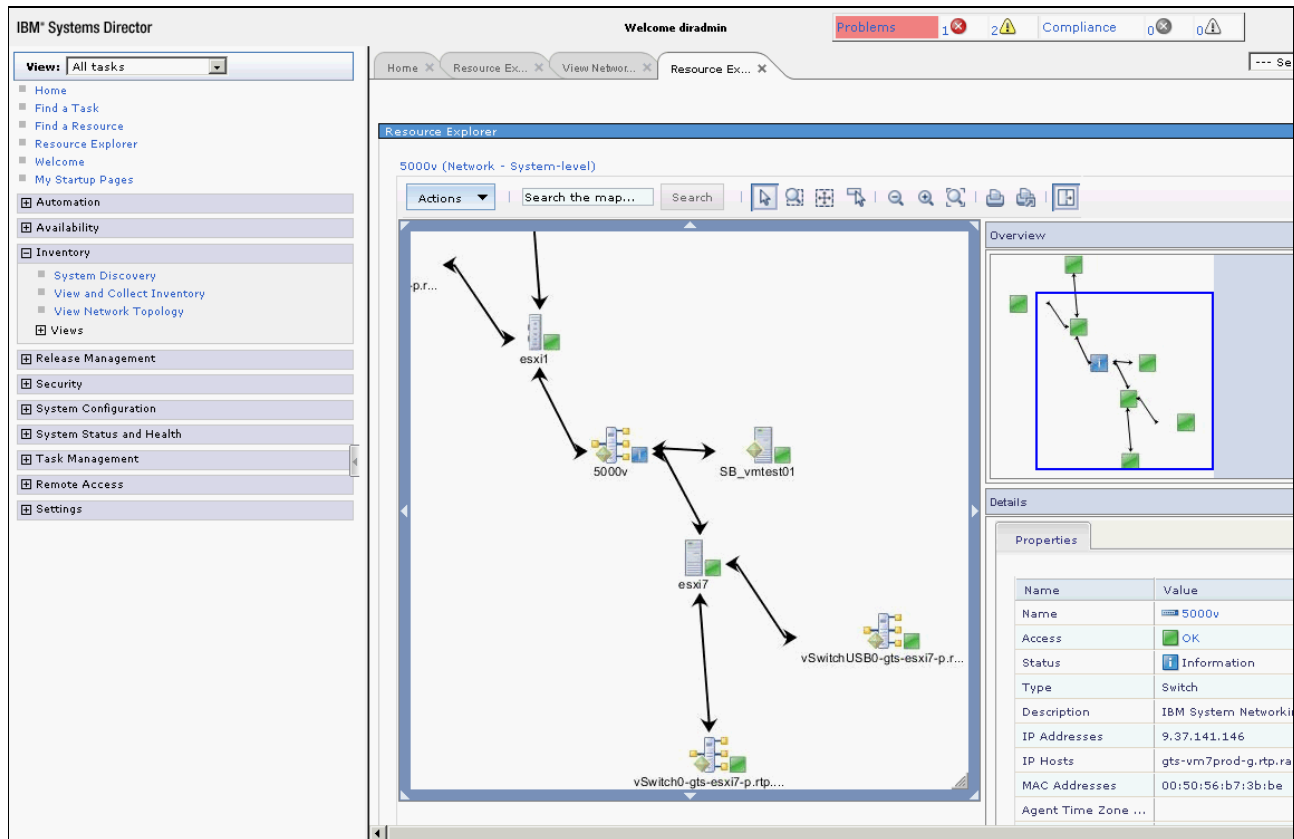 IBM® Systems Director
Welcome diradmin
Problems 1 2 Compliance 0 0
View: All tasks
Home
Find a Task
Find a Resource
Resource Explorer
Welcome
My Startup Pages
Automation
Availability
Inventory
System Discovery
View and Collect Inventory
View Network Topology
Views
Release Management
Security
System Configuration
System Status and Health
Task Management
Remote Access
Settings
Home Resource Ex... View Networ... Resource Ex...
--- Se
Resource Explorer
5000v (Network - System-level)
Actions Search the map... Search
-p.r...
esxi1
5000v
SB_vmtest01
esxi7
vSwitchUSB0-gts-esxi7-p.r...
vSwitch0-gts-esxi7-p.rtp....
Overview
Details
Properties
Name Value
Name 5000v
Access OK
Status Information
Type Switch
Description IBM System Networki
IP Addresses 9.37.141.146
IP Hosts gts-vm7prod-g.rtp.ra
MAC Addresses 00:50:56:b7:3b:be
Agent Time Zone ...